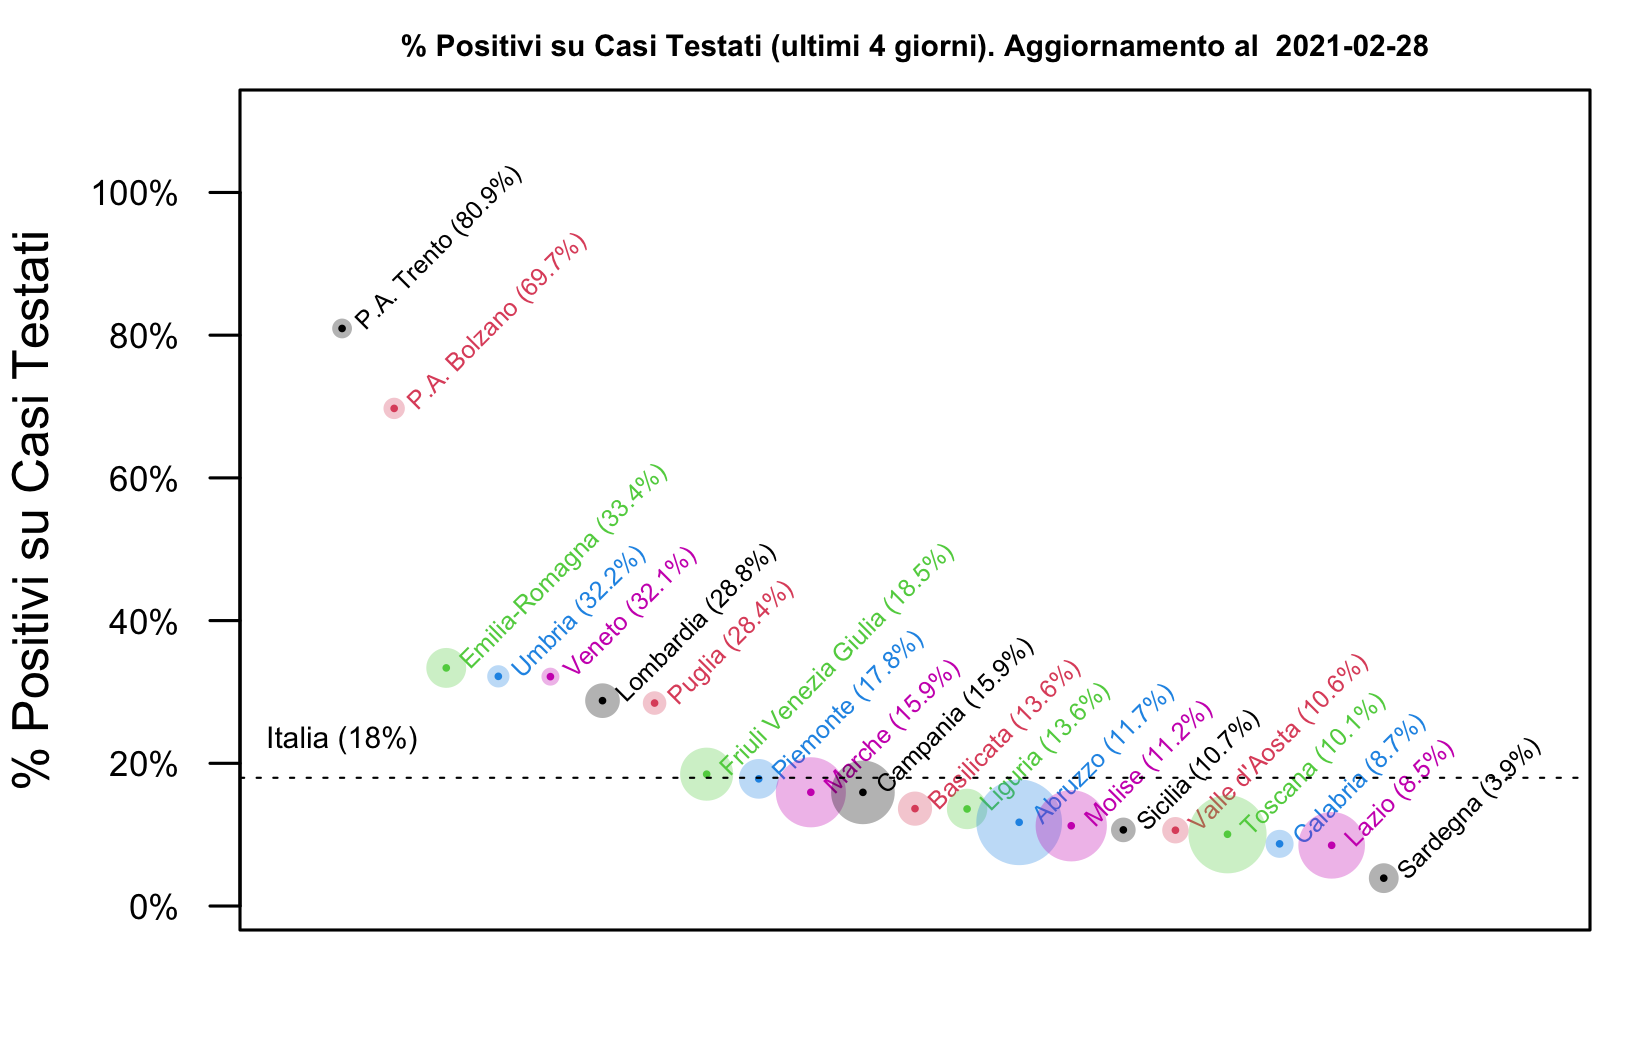 % Positivi su Casi Testati (ultimi 4 giorni). Aggiornamento al  2021-02-28
% Positivi su Casi Testati
100%
80%
60%
40%
20%
0%
Italia (18%)
P.A. Trento (80.9%)
P.A. Bolzano (69.7%)
Emilia-Romagna (33.4%)
Umbria (32.2%)
Veneto (32.1%)
Lombardia (28.8%)
Puglia (28.4%)
Friuli Venezia Giulia (18.5%)
Piemonte (17.8%)
Marche (15.9%)
Campania (15.9%)
Basilicata (13.6%)
Liguria (13.6%)
Abruzzo (11.7%)
Molise (11.2%)
Sicilia (10.7%)
Valle d'Aosta (10.6%)
Toscana (10.1%)
Calabria (8.7%)
Lazio (8.5%)
Sardegna (3.9%)